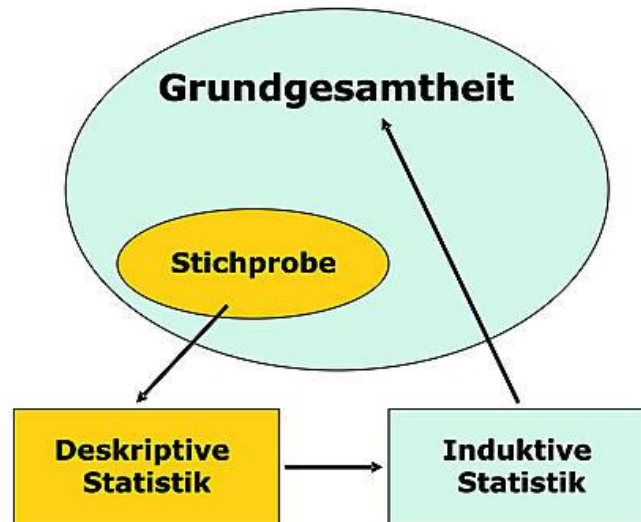 Grundgesamtheit
Stichprobe
Deskriptive
Statistik
Induktive
Statistik